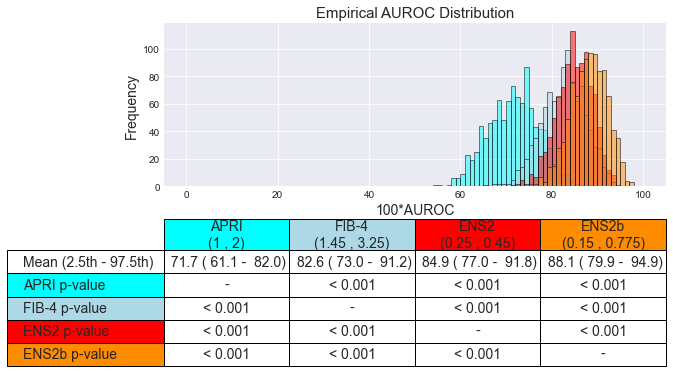 Empirical AUROC Distribution
Frequency
100
80
60
40
20
0
0 20 40 60 80 100
100*AUROC
APRI FIB-4 ENS2 ENS2b
(1 , 2) (1.45 , 3.25) (0.25 , 0.45) (0.15 , 0.775)
Mean (2.5th - 97.5th) 71.7 ( 61.1 - 82.0) 82.6 ( 73.0 - 91.2) 84.9 ( 77.0 - 91.8) 88.1 ( 79.9 - 94.9)
APRI p-value - < 0.001 < 0.001 < 0.001
FIB-4 p-value < 0.001 - < 0.001 < 0.001
ENS2 p-value < 0.001 < 0.001 - < 0.001
ENS2b p-value < 0.001 < 0.001 < 0.001 -